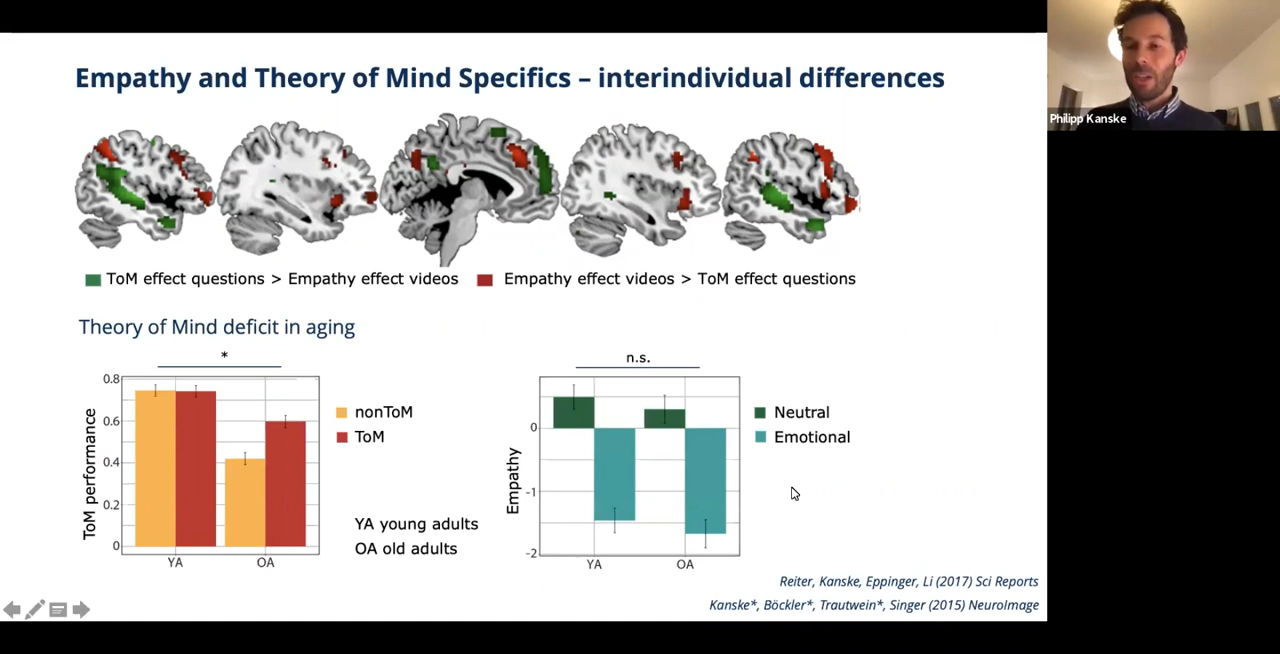 Empathy and Theory of Mind Specifics – interindividual differences
Philipp Kanske
ToM effect questions > Empathy effect videos
Empathy effect videos > ToM effect questions
Theory of Mind deficit in aging
*
ToM performance
0.8
0.6
0.4
0.2
0
YA
OA
nonToM
ToM
YA young adults
OA old adults
n.s.
Empathy
0
-1
-2
YA
OA
Neutral
Emotional
Reiter, Kanske, Eppinger, Li (2017) Sci Reports
Kanske*, Böckler*, Trautwein*, Singer (2015) NeuroImage